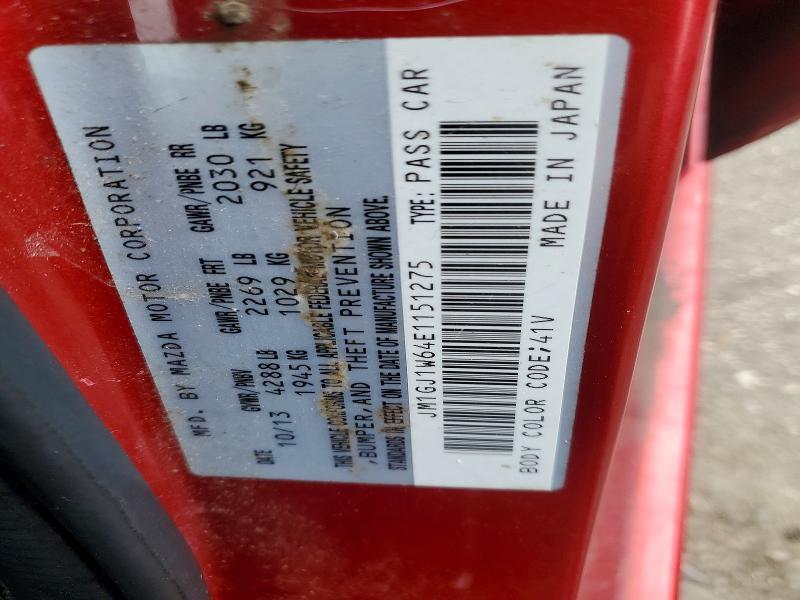 MFD. BY MAZDA MOTOR CORPORATION
DATE GVWR/PNBV GAWR/PNBE FRT GAWR/PNBE RR
10/13 4288 LB 2269 LB 2030 LB
1945 KG 1029 KG 921 KG
THIS VEHICLE CONFORMS TO ALL APPLICABLE FEDERAL MOTOR VEHICLE SAFETY
, BUMPER, AND THEFT PREVENTION
STANDARDS IN EFFECT ON THE DATE OF MANUFACTURE SHOWN ABOVE.
JM1GJ1W64E1151275 TYPE: PASS CAR
BODY COLOR CODE;41V MADE IN JAPAN